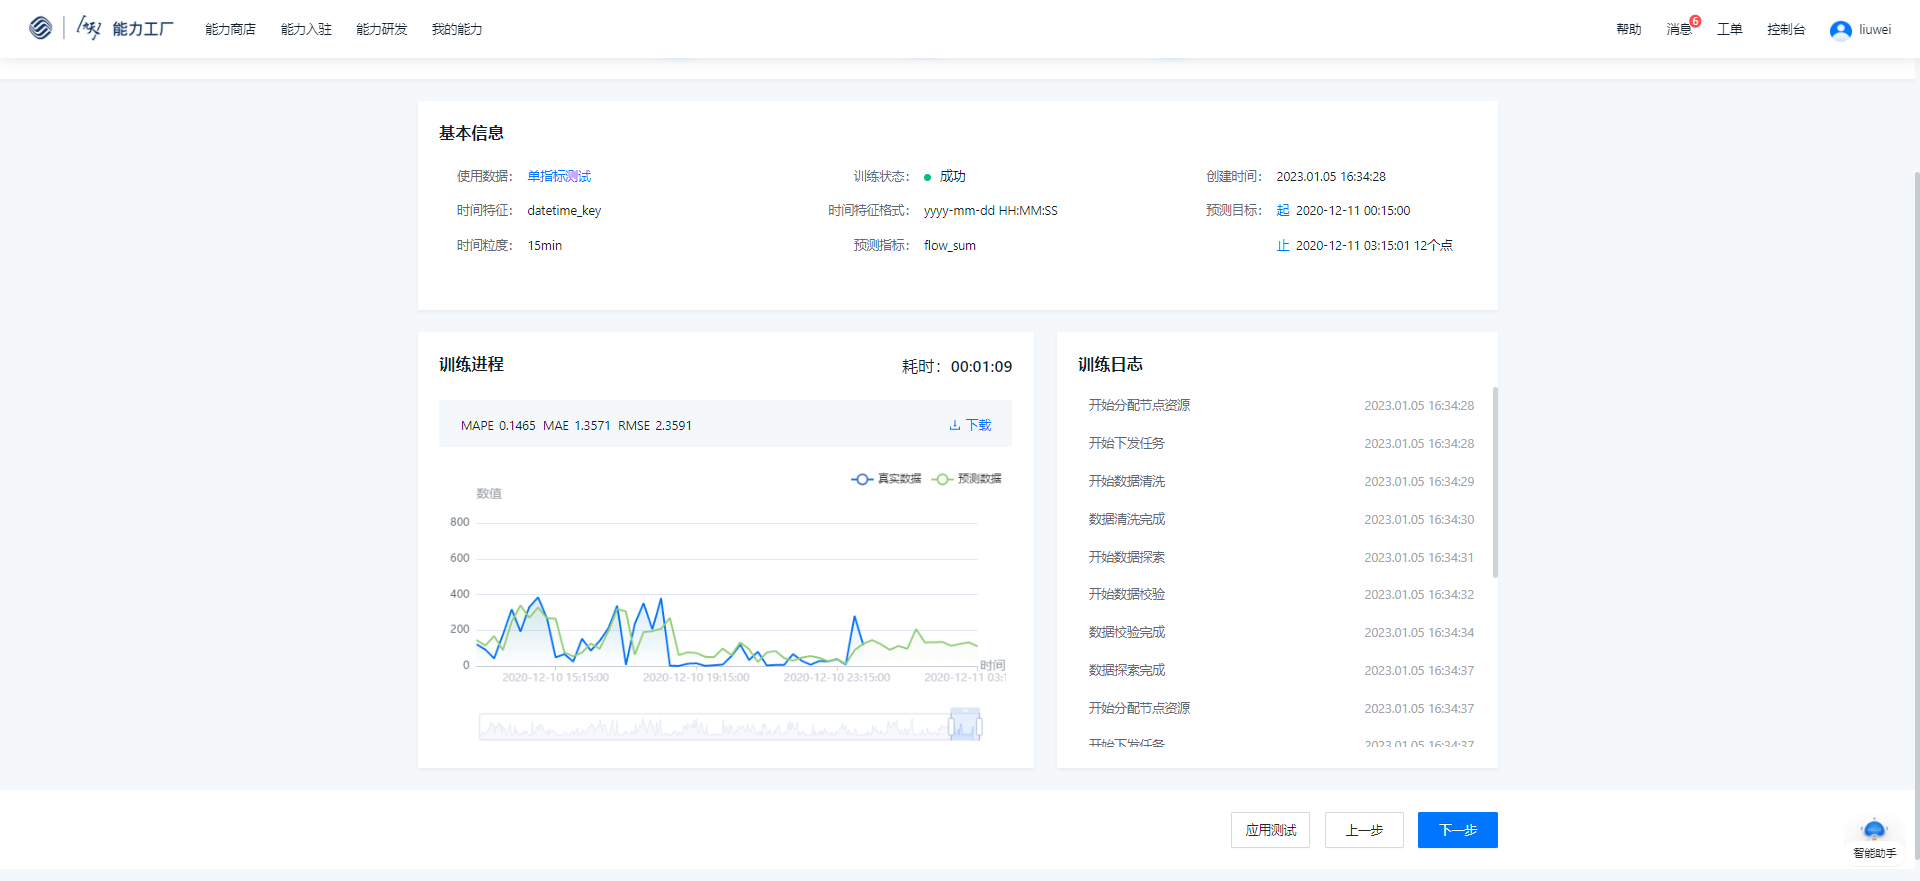 九天 能力工厂 能力商店 能力入驻 能力研发 我的能力 帮助 消息 6 工单 控制台 liuwei
基本信息
使用数据： 单指标测试 训练状态： 成功 创建时间： 2023.01.05 16:34:28
时间特征： datetime_key 时间特征格式： yyyy-mm-dd HH:MM:SS 预测目标： 起 2020-12-11 00:15:00
时间粒度： 15min 预测指标： flow_sum 止 2020-12-11 03:15:01 12个点
训练进程 耗时：00:01:09
MAPE 0.1465 MAE 1.3571 RMSE 2.3591 下载
真实数据 预测数据
数值
800
600
400
200
0
时间
2020-12-10 15:15:00 2020-12-10 19:15:00 2020-12-10 23:15:00 2020-12-11 03:1
训练日志
开始分配节点资源 2023.01.05 16:34:28
开始下发任务 2023.01.05 16:34:28
开始数据清洗 2023.01.05 16:34:29
数据清洗完成 2023.01.05 16:34:30
开始数据探索 2023.01.05 16:34:31
开始数据校验 2023.01.05 16:34:32
数据校验完成 2023.01.05 16:34:34
数据探索完成 2023.01.05 16:34:37
开始分配节点资源 2023.01.05 16:34:37
开始下发任务 2023.01.05 16:34:37
应用测试 上一步 下一步
智能助手